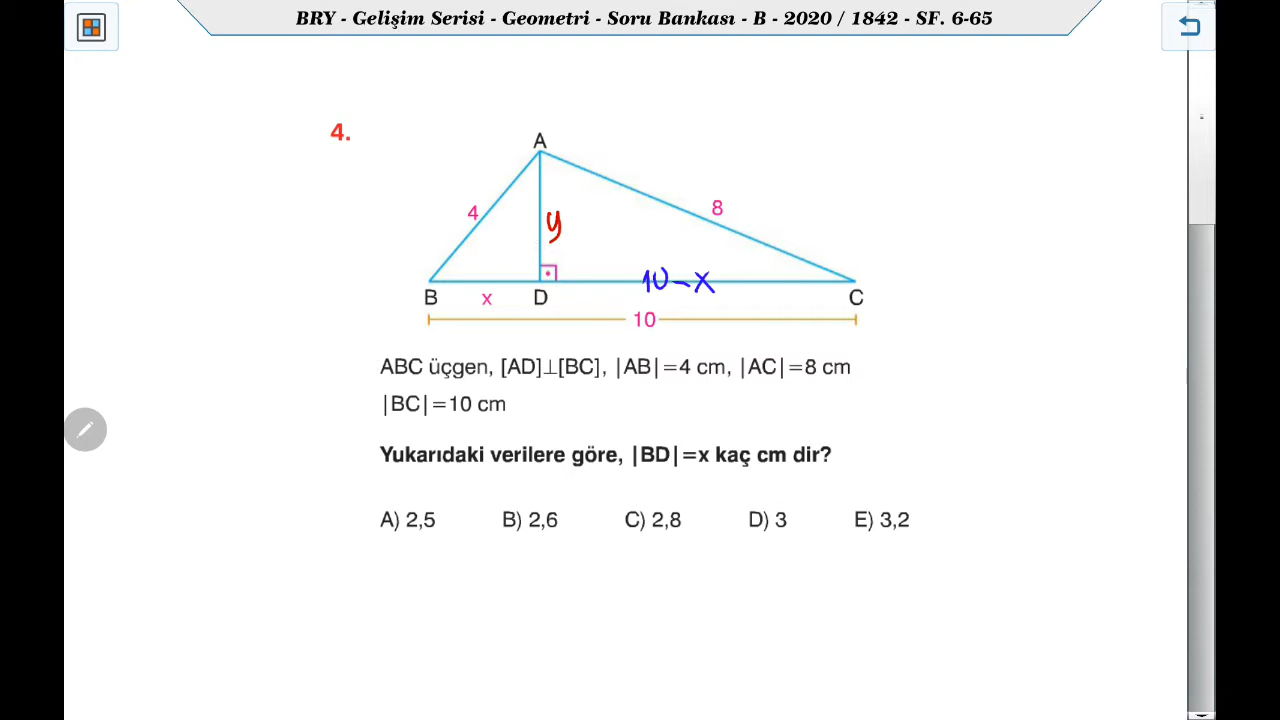 BRY - Gelişim Serisi - Geometri - Soru Bankası - B - 2020 / 1842 - SF. 6-65
4.
A
4
y
8
10-x
B
x
D
C
10
ABC üçgen, [AD]⊥[BC], |AB|=4 cm, |AC|=8 cm
|BC|=10 cm
Yukarıdaki verilere göre, |BD|=x kaç cm dir?
A) 2,5 B) 2,6 C) 2,8 D) 3 E) 3,2